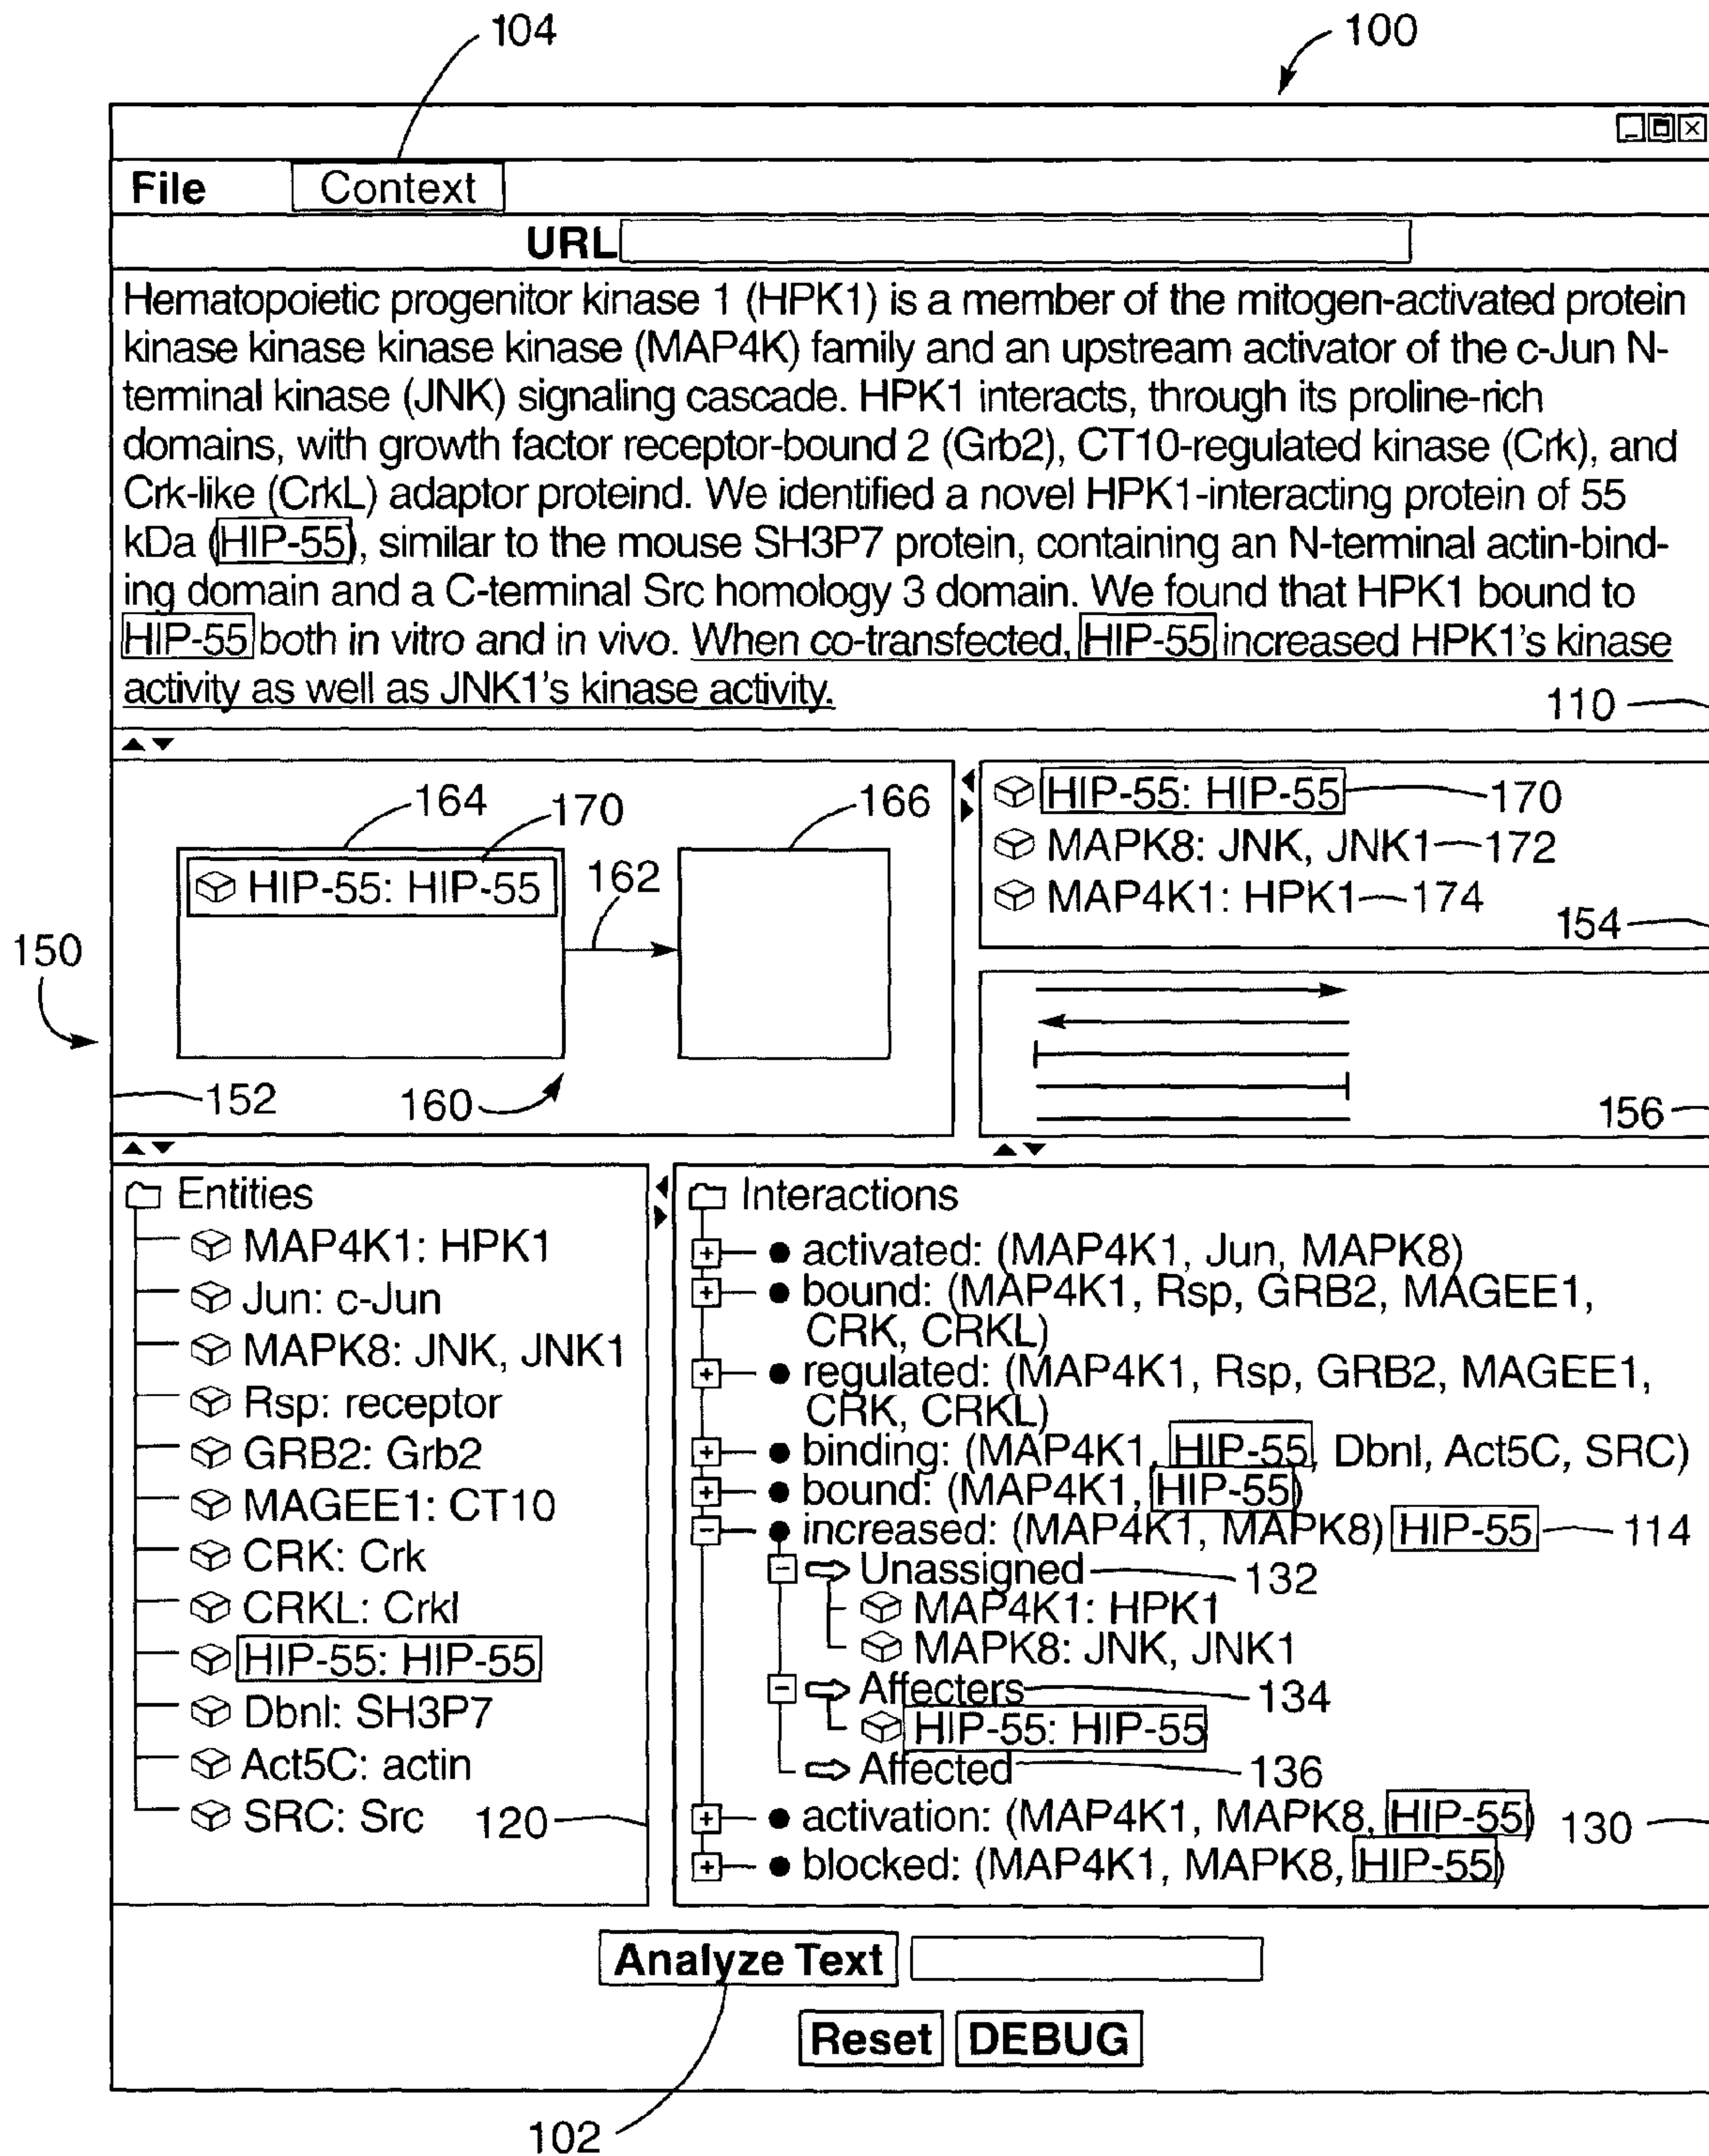 104
100
File Context
URL
Hematopoietic progenitor kinase 1 (HPK1) is a member of the mitogen-activated protein
kinase kinase kinase kinase (MAP4K) family and an upstream activator of the c-Jun N-
terminal kinase (JNK) signaling cascade. HPK1 interacts, through its proline-rich
domains, with growth factor receptor-bound 2 (Grb2), CT10-regulated kinase (Crk), and
Crk-like (CrkL) adaptor proteind. We identified a novel HPK1-interacting protein of 55
kDa (HIP-55), similar to the mouse SH3P7 protein, containing an N-terminal actin-bind-
ing domain and a C-terminal Src homology 3 domain. We found that HPK1 bound to
HIP-55 both in vitro and in vivo. When co-transfected, HIP-55 increased HPK1's kinase
activity as well as JNK1's kinase activity.
110
164
170
166
HIP-55: HIP-55
162
150
152
160
HIP-55: HIP-55 170
MAPK8: JNK, JNK1 172
MAP4K1: HPK1 174
154
156
Entities
MAP4K1: HPK1
Jun: c-Jun
MAPK8: JNK, JNK1
Rsp: receptor
GRB2: Grb2
MAGEE1: CT10
CRK: Crk
CRKL: Crkl
HIP-55: HIP-55
Dbnl: SH3P7
Act5C: actin
SRC: Src
120
Interactions
activated: (MAP4K1, Jun, MAPK8)
bound: (MAP4K1, Rsp, GRB2, MAGEE1,
CRK, CRKL)
regulated: (MAP4K1, Rsp, GRB2, MAGEE1,
CRK, CRKL)
binding: (MAP4K1, HIP-55, Dbnl, Act5C, SRC)
bound: (MAP4K1, HIP-55)
increased: (MAP4K1, MAPK8) HIP-55 114
Unassigned 132
MAP4K1: HPK1
MAPK8: JNK, JNK1
Affecters 134
HIP-55: HIP-55
Affected 136
activation: (MAP4K1, MAPK8, HIP-55) 130
blocked: (MAP4K1, MAPK8, HIP-55)
Analyze Text
Reset DEBUG
102